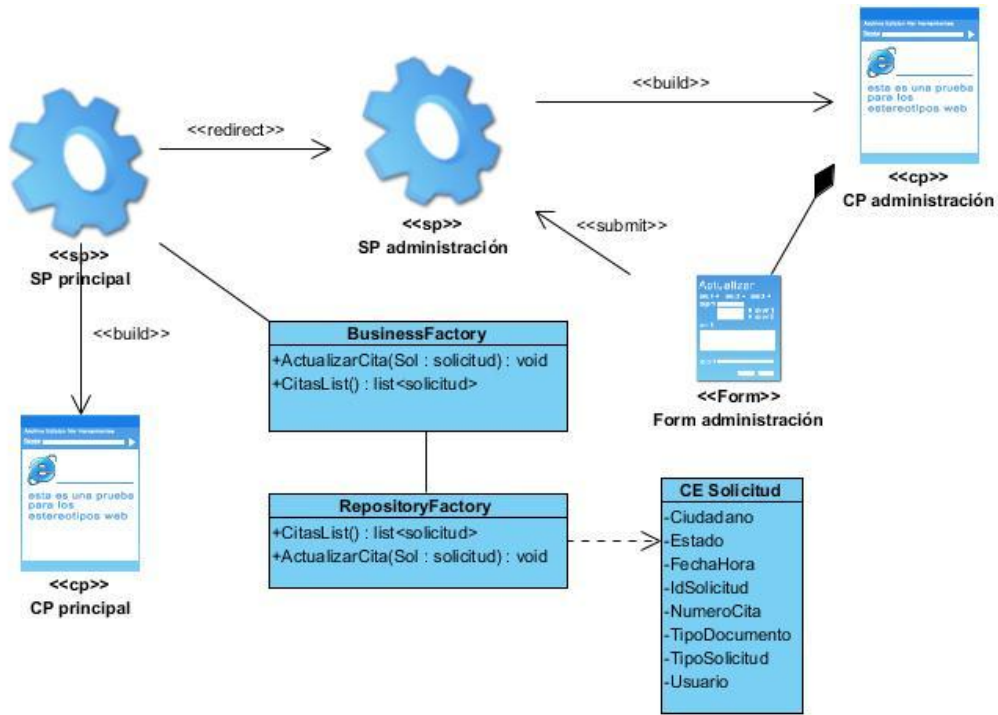 <<redirect>>
<<build>>
esta es una prueba
para los
estereotipos web
<<cp>>
CP administración
<<sp>>
SP administración
<<submit>>
<<sp>>
SP principal
<<build>>
Actualizar
<<Form>>
Form administración
BusinessFactory
+ActualizarCita(Sol : solicitud) : void
+CitasList() : list<solicitud>
esta es una prueba
para los
estereotipos web
<<cp>>
CP principal
RepositoryFactory
+CitasList() : list<solicitud>
+ActualizarCita(Sol : solicitud) : void
CE Solicitud
-Ciudadano
-Estado
-FechaHora
-IdSolicitud
-NumeroCita
-TipoDocumento
-TipoSolicitud
-Usuario